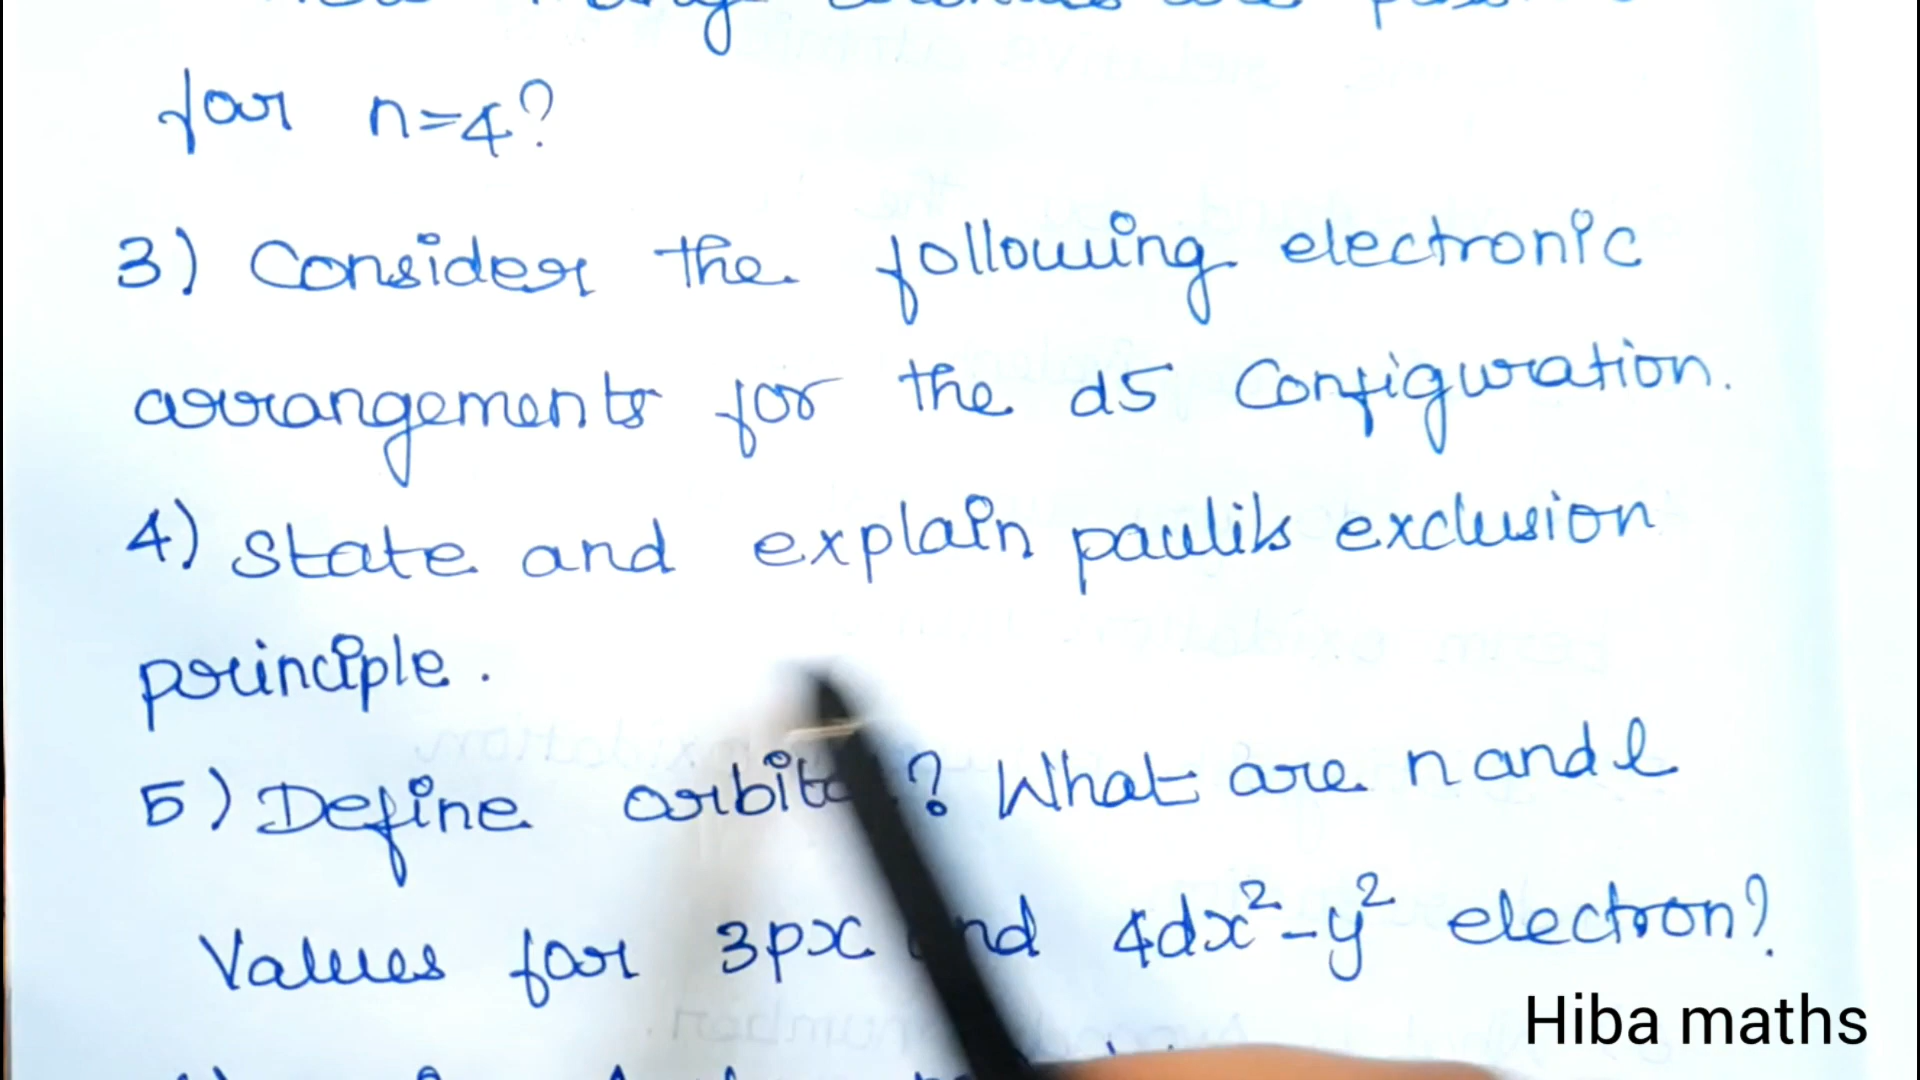 for n=4?
3) Consider the following electronic
arrangements for the d5 configuration.
4) State and explain pauli's exclusion
principle.
5) Define ? What are n and l
Values for 3px and 4dx²-y² electron?
Hiba maths